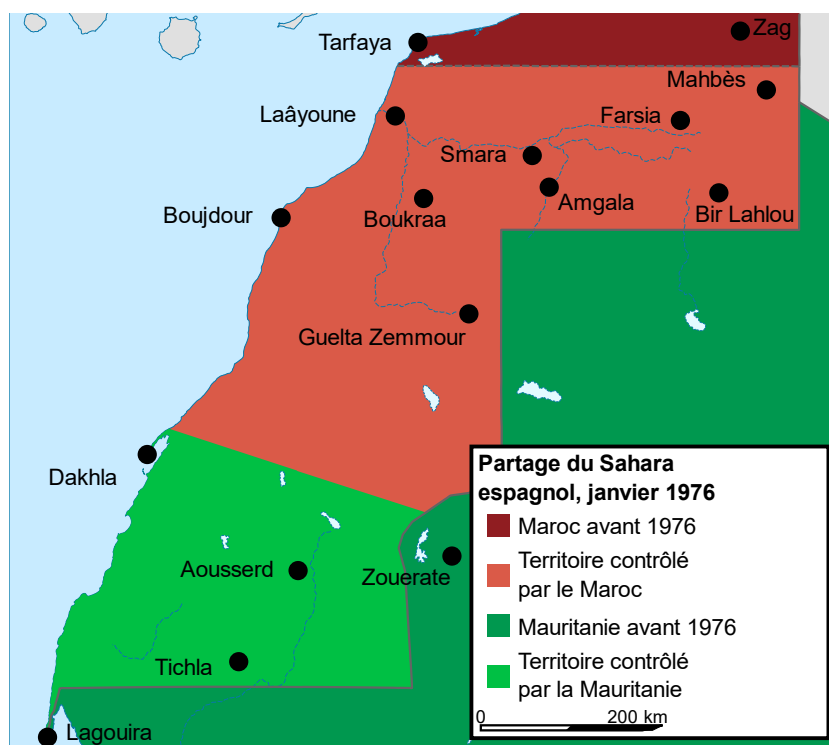 Zag
Tarfaya
Mahbès
Laâyoune
Farsia
Smara
Amgala
Bir Lahlou
Boukraa
Boujdour
Guelta Zemmour
Dakhla
Aousserd
Zouerate
Tichla
Lagouira
Partage du Sahara
espagnol, janvier 1976
Maroc avant 1976
Territoire contrôlé
par le Maroc
Mauritanie avant 1976
Territoire contrôlé
par la Mauritanie
0 200 km